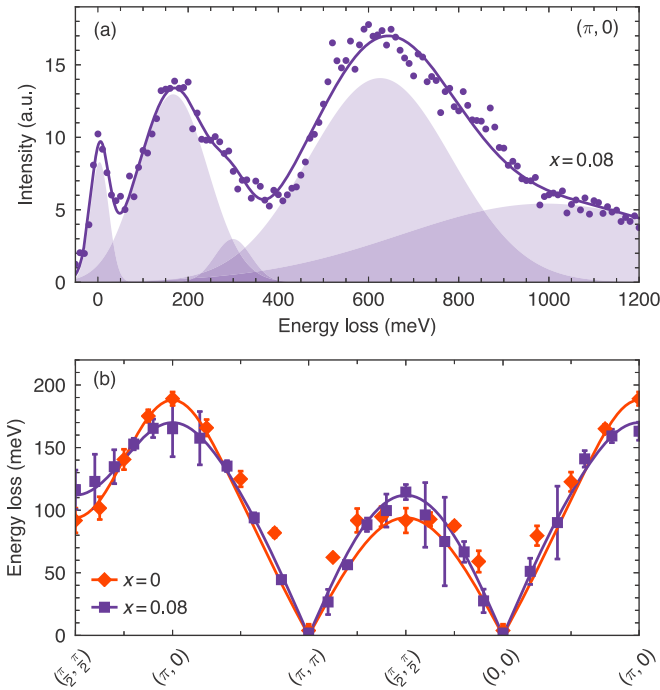 (a)
(π, 0)
15
10
5
0
Intensity (a.u.)
x = 0.08
0
200
400
600
800
1000
1200
Energy loss (meV)
(b)
200
150
100
50
0
Energy loss (meV)
x = 0
x = 0.08
(π/2, π/2)
(π, 0)
(π, π)
(π/2, π/2)
(0, 0)
(π, 0)